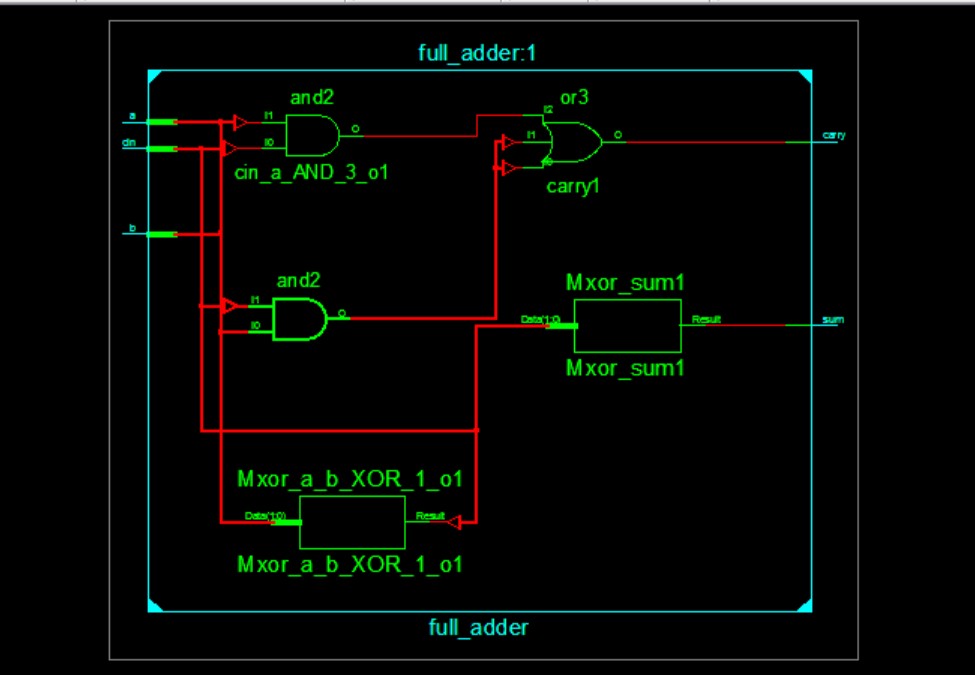 full_adder:1
and2
or3
a
I1
O
I2
I1
O
carry
cin
I0
I0
cin_a_AND_3_o1
carry1
b
and2
Mxor_sum1
I1
O
I0
Data(1:0)
Result
sum
Mxor_sum1
Mxor_a_b_XOR_1_o1
Data(1:0)
Result
Mxor_a_b_XOR_1_o1
full_adder